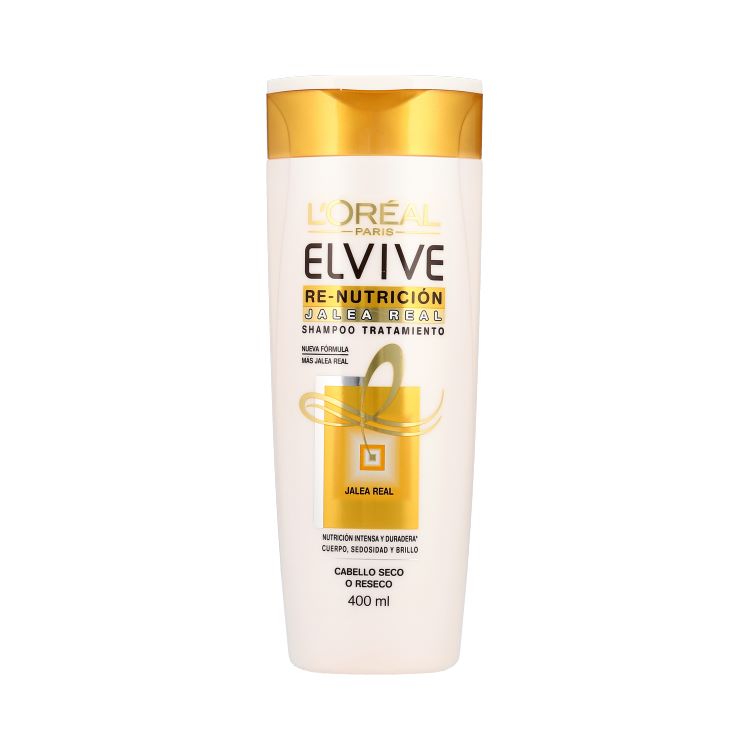 L'ORÉAL
PARIS
ELVIVE
RE-NUTRICIÓN
JALEA REAL
SHAMPOO TRATAMIENTO
NUEVA FÓRMULA
MÁS JALEA REAL
JALEA REAL
NUTRICIÓN INTENSA Y DURADERA*
CUERPO, SEDOSIDAD Y BRILLO
CABELLO SECO
O RESECO
400 ml